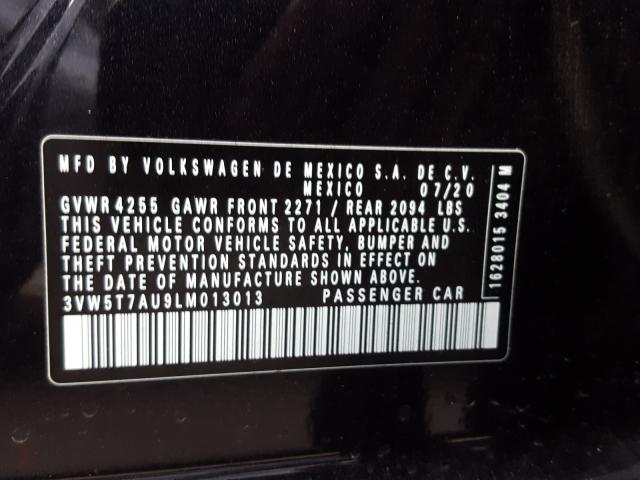 MFD BY VOLKSWAGEN DE MEXICO S.A. DE C.V.
MEXICO 07/20
GVWR 4255 GAWR FRONT 2271 / REAR 2094 LBS
THIS VEHICLE CONFORMS TO ALL APPLICABLE U.S.
FEDERAL MOTOR VEHICLE SAFETY, BUMPER AND
THEFT PREVENTION STANDARDS IN EFFECT ON
THE DATE OF MANUFACTURE SHOWN ABOVE.
3VW5T7AU9LM013013 PASSENGER CAR
1628015 3404 M